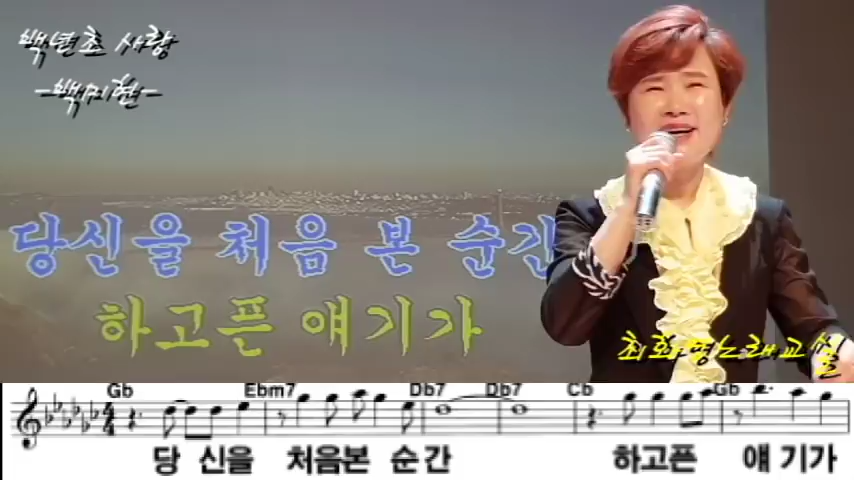 백년초 사랑
-백지현-
당신을 처음 본 순간
하고픈 얘기가
최화영노래교실
Gb Ebm7 Db7 Db7 Cb Gb
당 신을 처음본 순간 하고픈 얘 기가